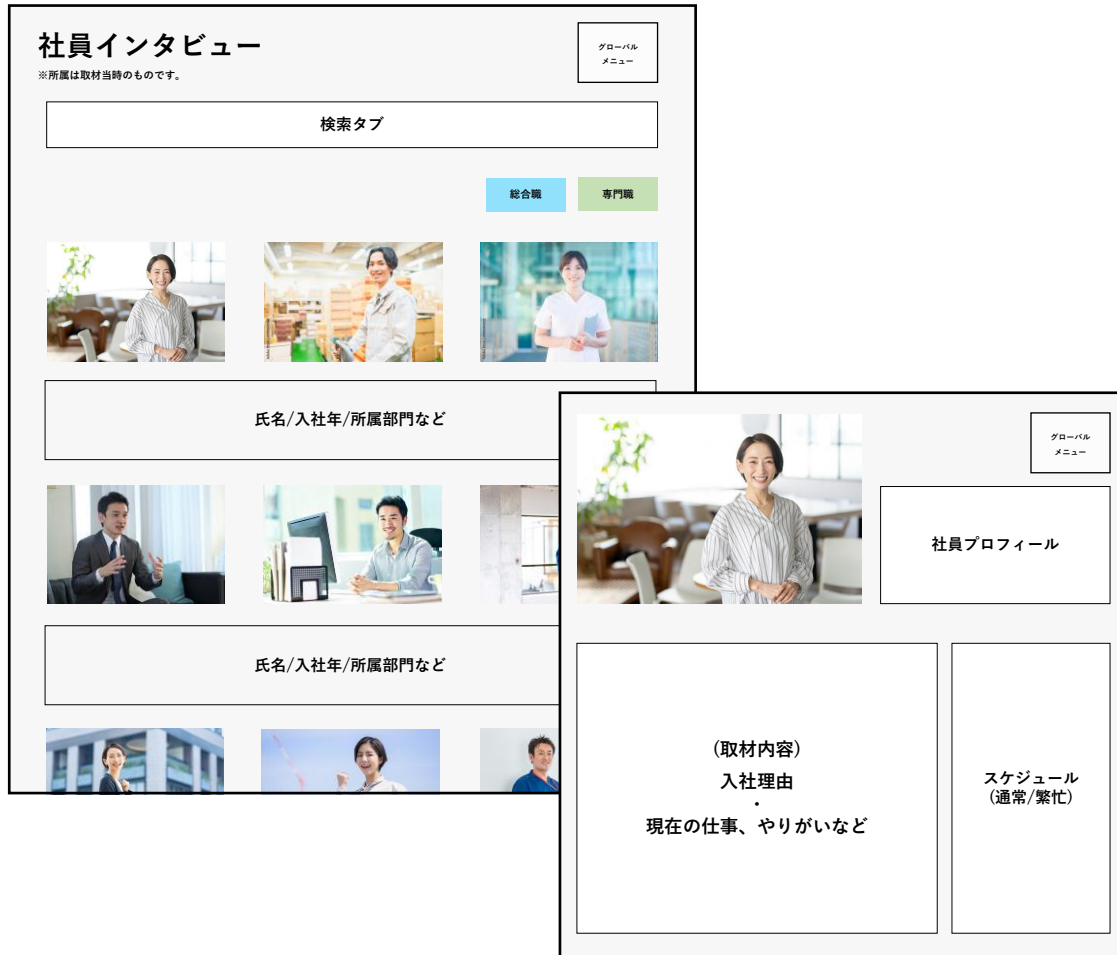 社員インタビュー
※所属は取材当時のものです。
グローバル
メニュー
検索タブ
総合職
専門職
氏名/入社年/所属部門など
氏名/入社年/所属部門など
グローバル
メニュー
社員プロフィール
(取材内容)
入社理由
・
現在の仕事、やりがいなど
スケジュール
(通常/繁忙)